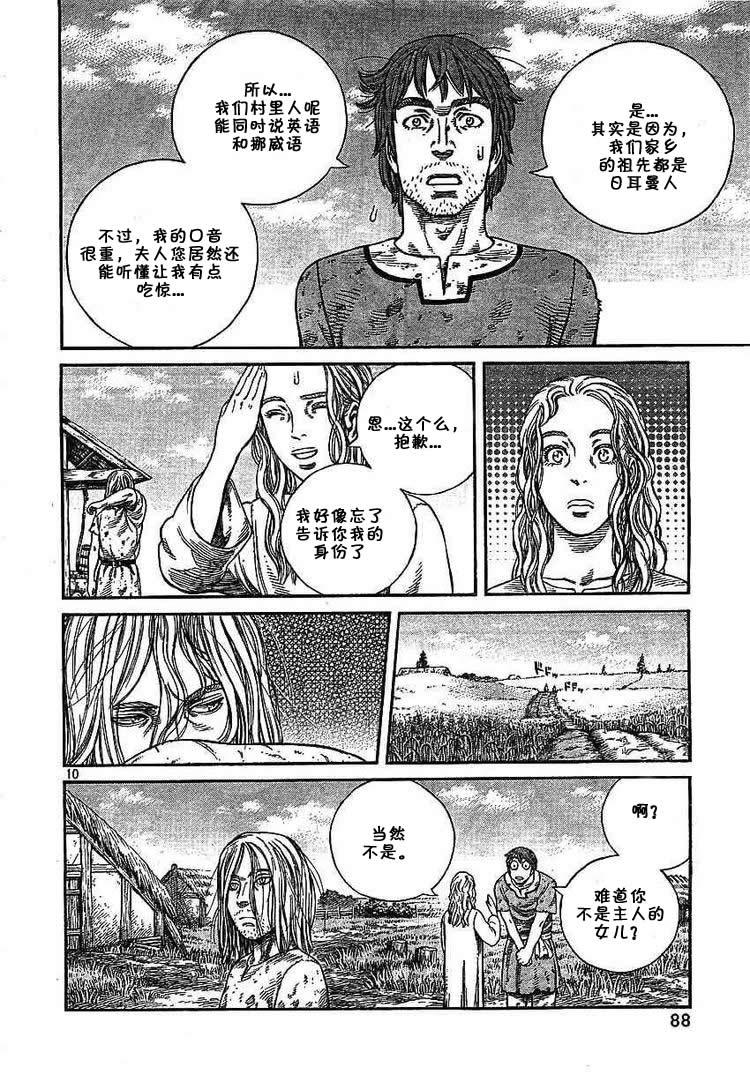 是...
其实是因为，
我们家乡
的祖先都是
日耳曼人
所以...
我们村里人呢
能同时说英语
和挪威语
不过，我的口音
很重，夫人您居然还
能听懂让我有点
吃惊...
恩...这个么，
抱歉...
我好像忘了
告诉你我的
身份了
ドド
ドドッ
10
啊？
难道你
不是主人的
女儿？
当然
不是。
88